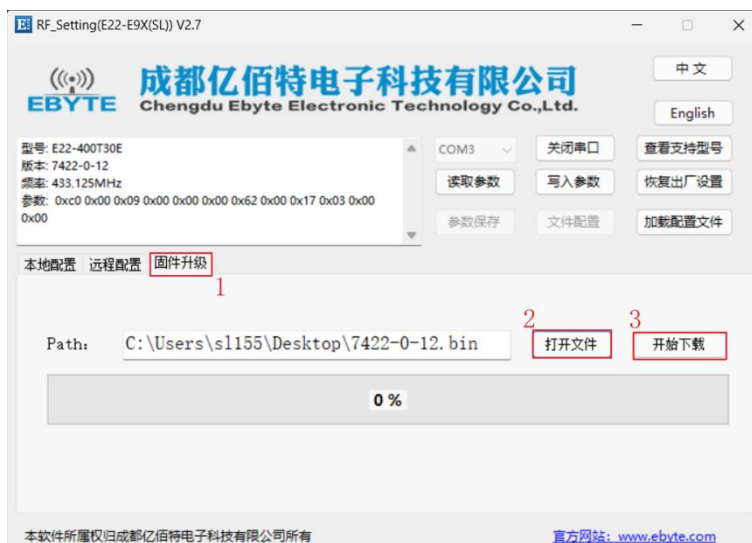 RF_Setting(E22-E9X(SL)) V2.7
EBYTE
成都亿佰特电子科技有限公司
Chengdu Ebyte Electronic Technology Co.,Ltd.
中 文
English
型号: E22-400T30E
版本: 7422-0-12
频率: 433.125MHz
参数: 0xc0 0x00 0x09 0x00 0x00 0x00 0x62 0x00 0x17 0x03 0x00
0x00
COM3 关闭串口 查看支持型号
读取参数 写入参数 恢复出厂设置
参数保存 文件配置 加载配置文件
本地配置 远程配置 固件升级
1
2 3
Path: C:\Users\sl155\Desktop\7422-0-12.bin 打开文件 开始下载
0 %
本软件所属权归成都亿佰特电子科技有限公司所有 官方网站: www.ebyte.com